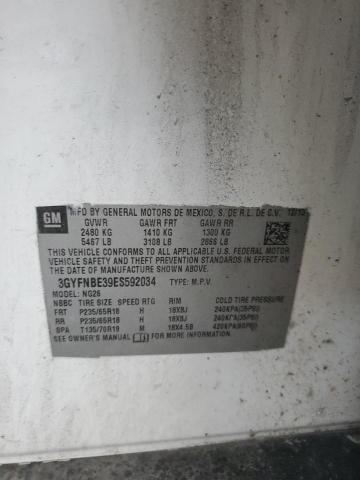 GM
MFD BY GENERAL MOTORS DE MEXICO, S. DE R.L. DE C.V. 12/13
GVWR GAWR FRT GAWR RR
2480 KG 1410 KG 1300 KG
5467 LB 3108 LB 2866 LB
THIS VEHICLE CONFORMS TO ALL APPLICABLE U.S. FEDERAL MOTOR
VEHICLE SAFETY, BUMPER, AND THEFT PREVENTION STANDARDS
IN EFFECT ON THE DATE OF MANUFACTURE SHOWN ABOVE.
3GYFNBE39ES592034 TYPE: M.P.V.
MODEL: NG26
NBBC TIRE SIZE SPEED RTG RIM COLD TIRE PRESSURE
FRT P235/65R18 H 18X8J 240KPA(35PSI)
RR P235/65R18 H 18X8J 240KPA(35PSI)
SPA T135/70R19 M 18X4.5B 420KPA(60PSI)
SEE OWNER'S MANUAL FOR MORE INFORMATION.